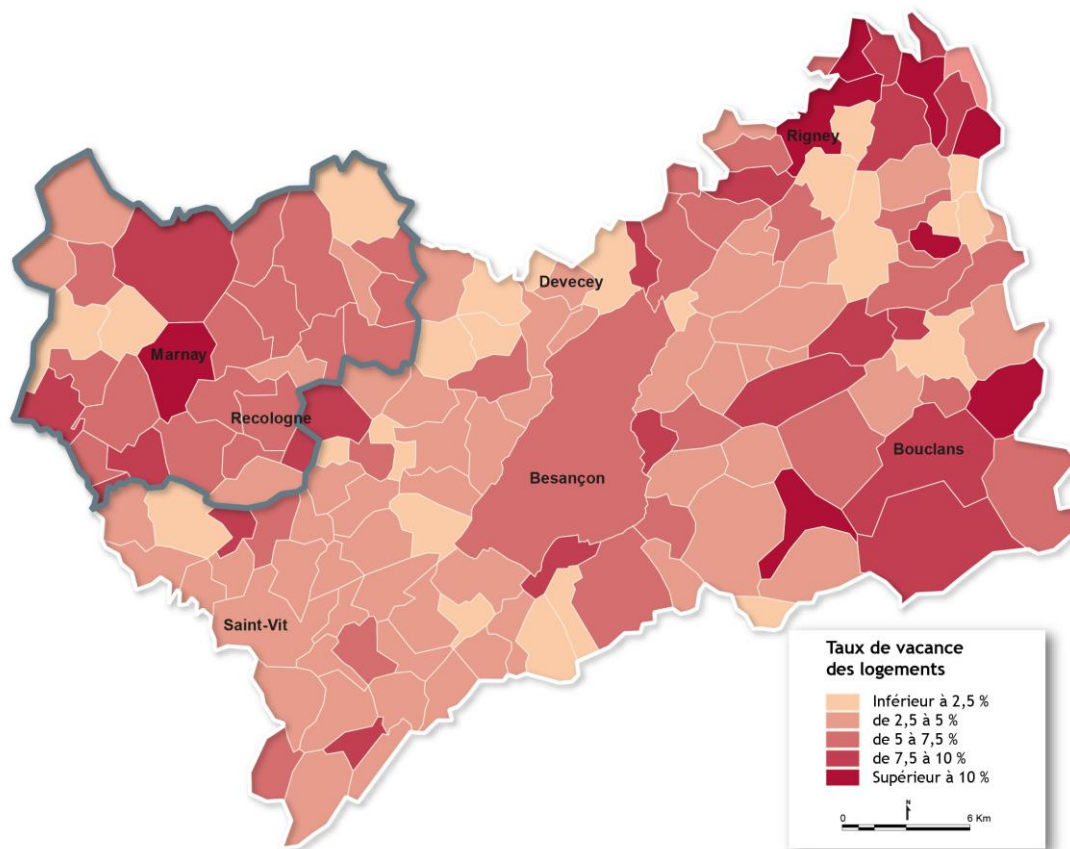 Rigney
Devecey
Marnay
Recologne
Bouclans
Besançon
Saint-Vit
Taux de vacance
des logements
Inférieur à 2,5 %
de 2,5 à 5 %
de 5 à 7,5 %
de 7,5 à 10 %
Supérieur à 10 %
N
0 6 Km